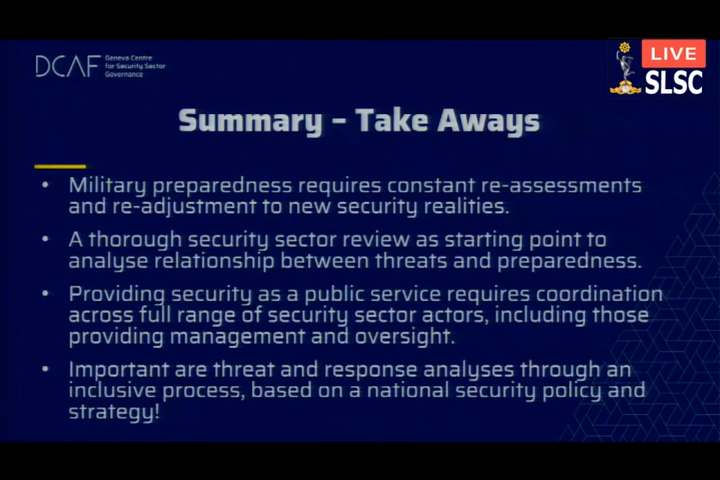 DCAF
Geneva Centre
for Security Sector
Governance
LIVE
SLSC
Summary – Take Aways
• Military preparedness requires constant re-assessments
and re-adjustment to new security realities.
• A thorough security sector review as starting point to
analyse relationship between threats and preparedness.
• Providing security as a public service requires coordination
across full range of security sector actors, including those
providing management and oversight.
• Important are threat and response analyses through an
inclusive process, based on a national security policy and
strategy!